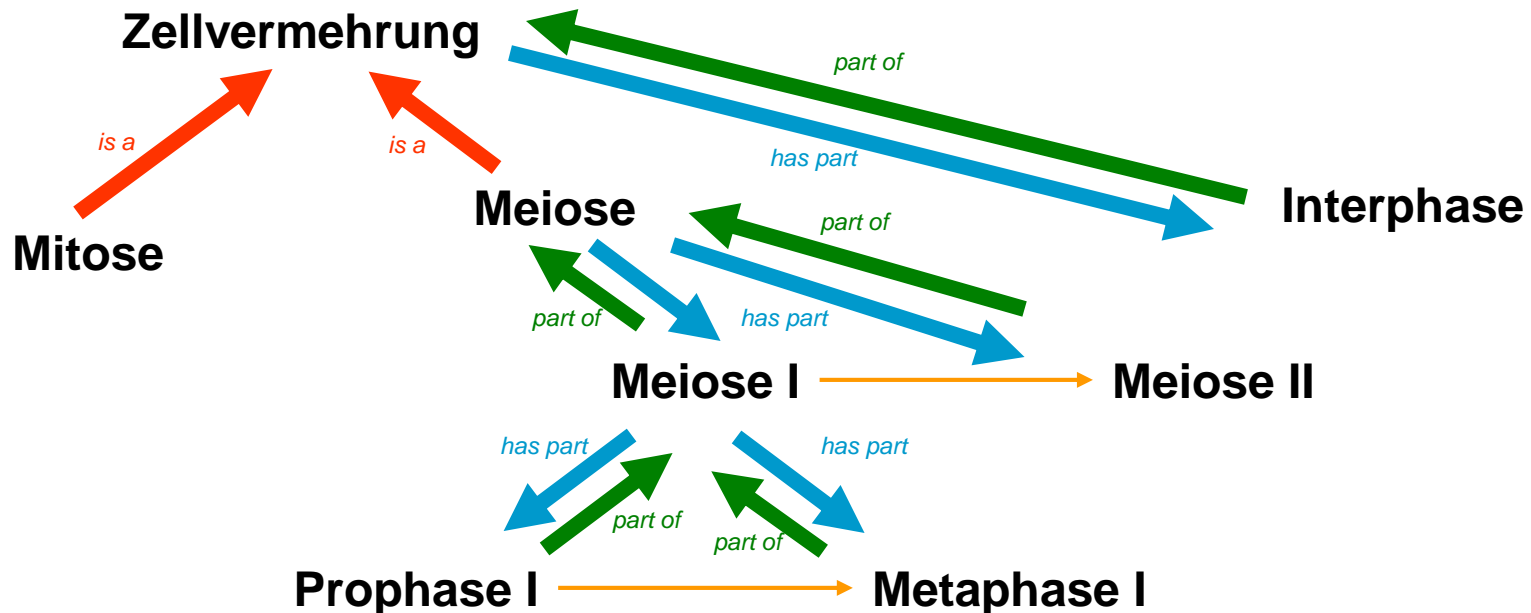 Zellvermehrung
part of
is a
is a
has part
Meiose
Interphase
part of
Mitose
part of
has part
Meiose I
Meiose II
has part
has part
part of
part of
Prophase I
Metaphase I